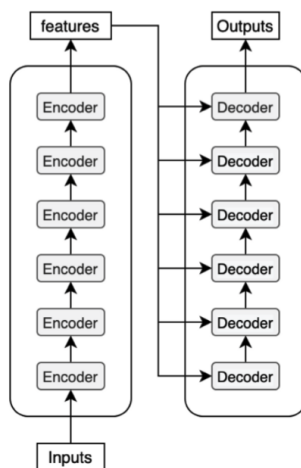 features
Outputs
Encoder
Decoder
Encoder
Decoder
Encoder
Decoder
Encoder
Decoder
Encoder
Decoder
Encoder
Decoder
Inputs